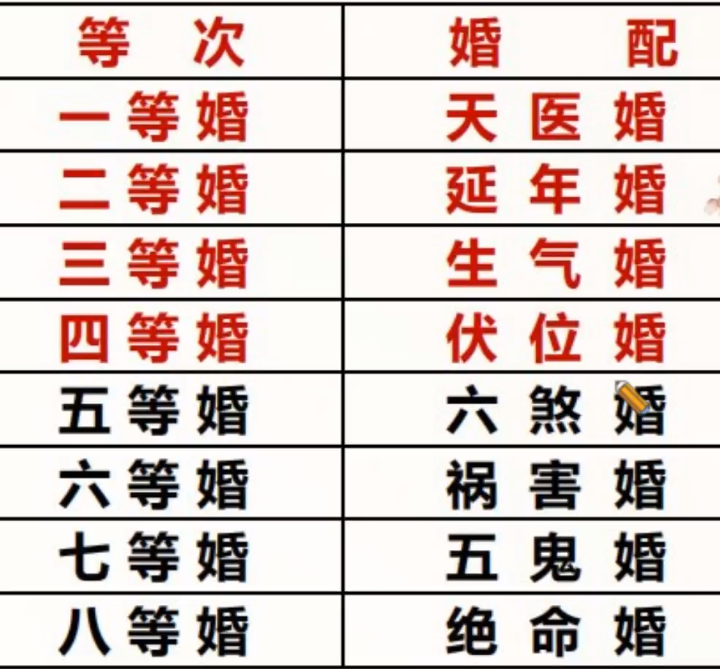 等次 婚配
一等婚 天医婚
二等婚 延年婚
三等婚 生气婚
四等婚 伏位婚
五等婚 六煞婚
六等婚 祸害婚
七等婚 五鬼婚
八等婚 绝命婚